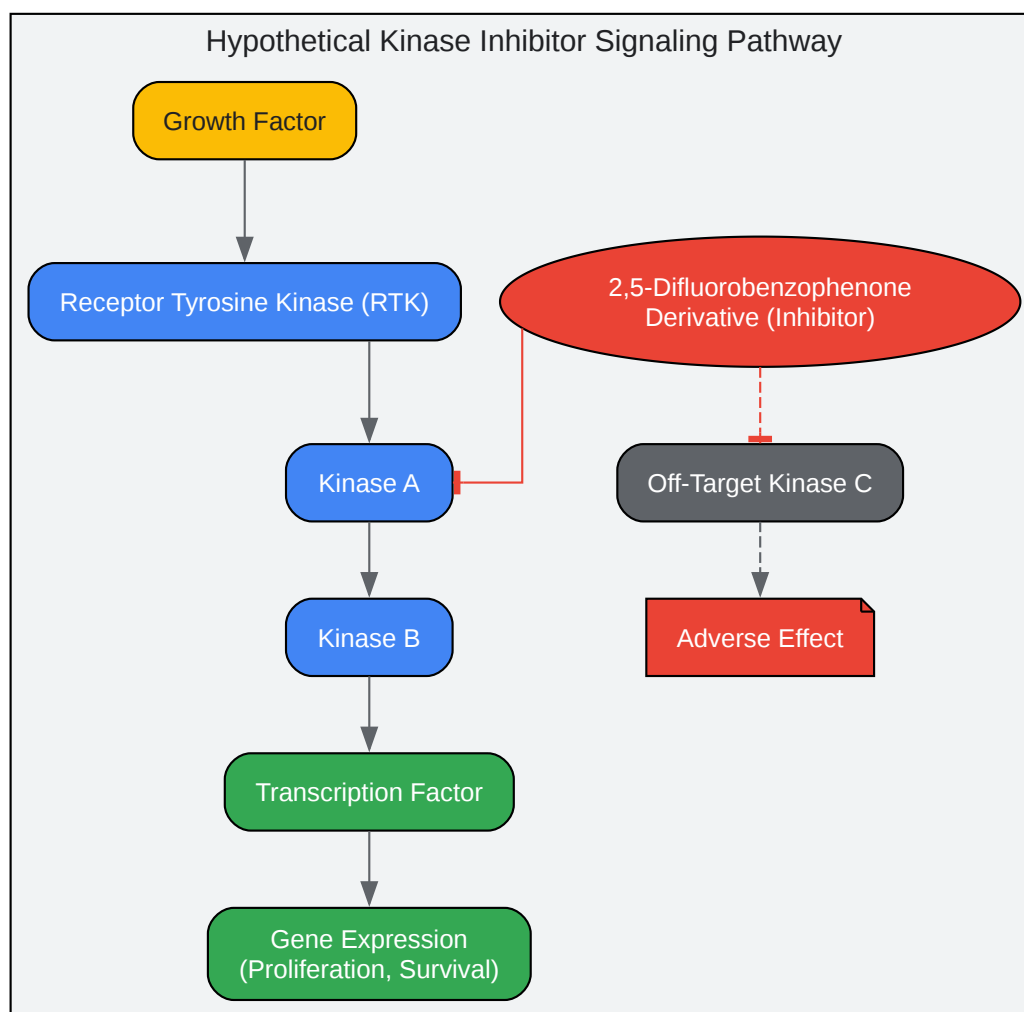 Hypothetical Kinase Inhibitor Signaling Pathway
Growth Factor
Receptor Tyrosine Kinase (RTK)
2,5-Difluorobenzophenone
Derivative (Inhibitor)
Kinase A
Off-Target Kinase C
Kinase B
Adverse Effect
Transcription Factor
Gene Expression
(Proliferation, Survival)